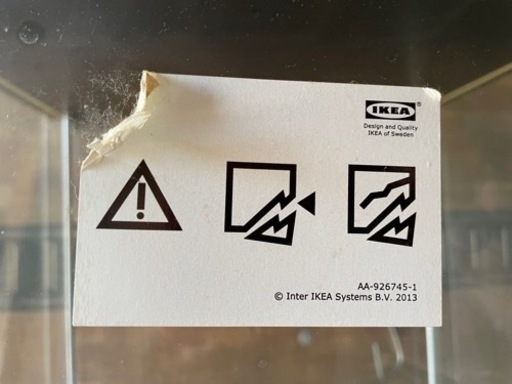 IKEA®
Design and Quality
IKEA of Sweden
!
AA-926745-1
© Inter IKEA Systems B.V. 2013